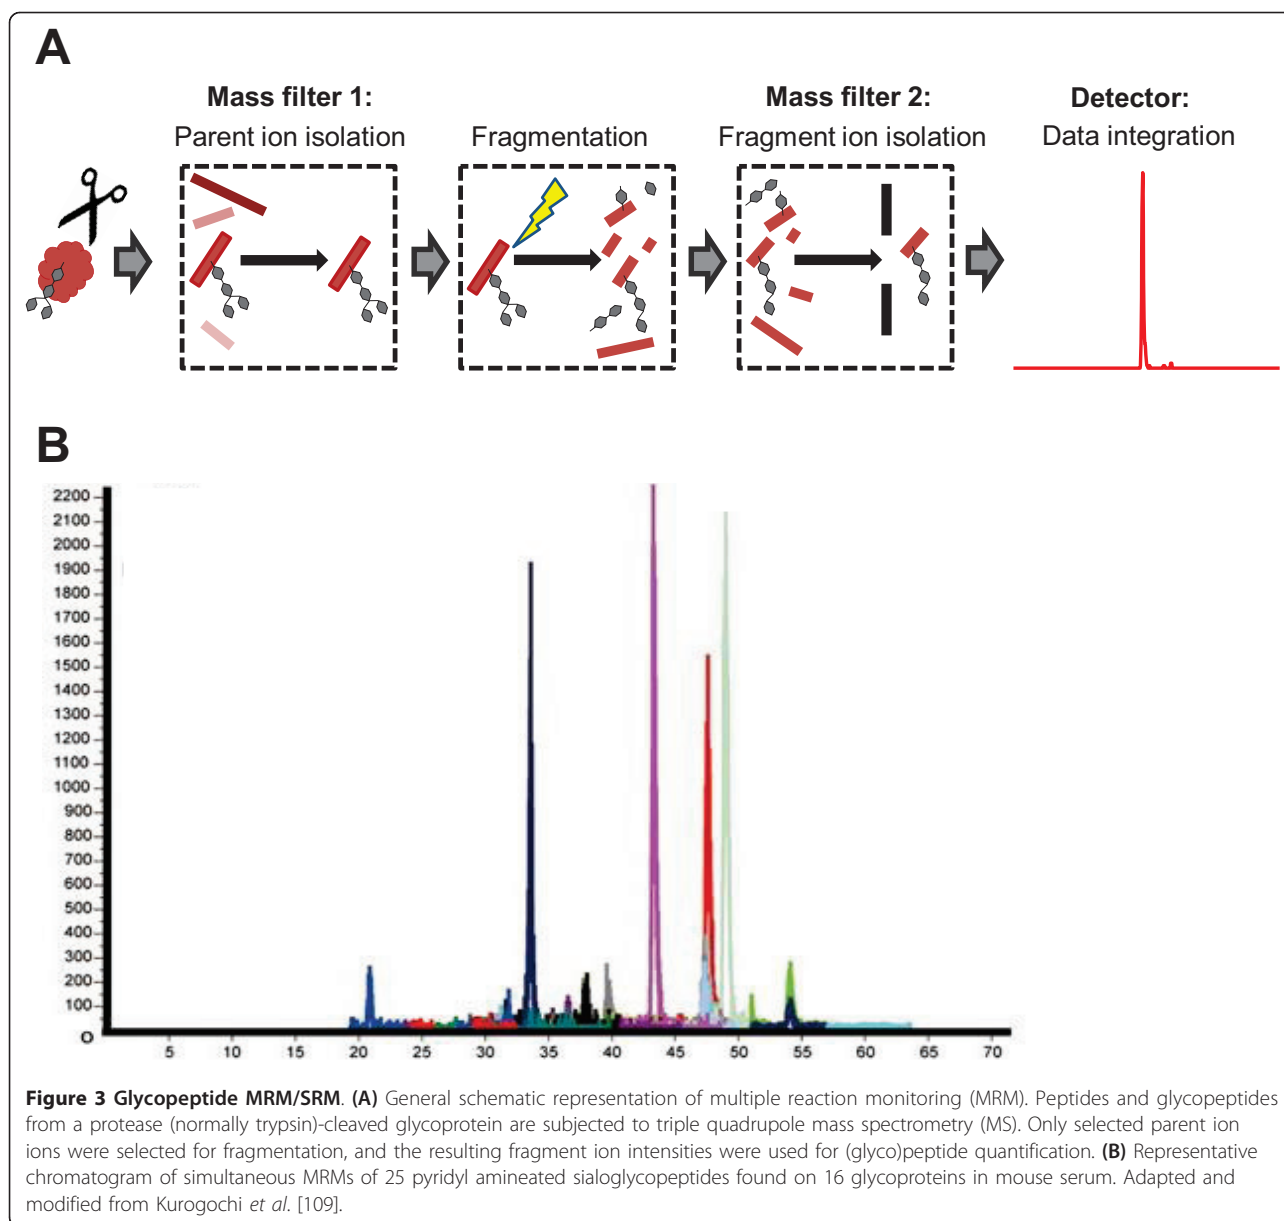 A
Mass filter 1:
Parent ion isolation
Fragmentation
Mass filter 2:
Fragment ion isolation
Detector:
Data integration
B
2200
2100
2000
1900
1800
1700
1600
1500
1400
1300
1200
1100
1000
900
800
700
600
500
400
300
200
100
0
5 10 15 20 25 30 35 40 45 50 55 60 65 70
Figure 3 Glycopeptide MRM/SRM. (A) General schematic representation of multiple reaction monitoring (MRM). Peptides and glycopeptides
from a protease (normally trypsin)-cleaved glycoprotein are subjected to triple quadrupole mass spectrometry (MS). Only selected parent ion
ions were selected for fragmentation, and the resulting fragment ion intensities were used for (glyco)peptide quantification. (B) Representative
chromatogram of simultaneous MRMs of 25 pyridyl amineated sialoglycopeptides found on 16 glycoproteins in mouse serum. Adapted and
modified from Kurogochi et al. [109].